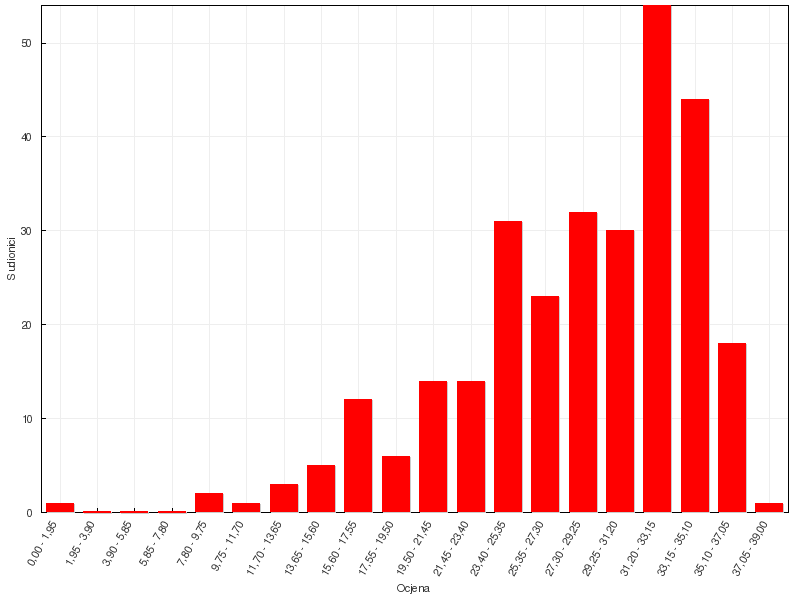 50
40
30
20
10
0
Sudionici
0.00 - 1.95
1.95 - 3.90
3.90 - 5.85
5.85 - 7.80
7.80 - 9.75
9.75 - 11.70
11.70 - 13.65
13.65 - 15.60
15.60 - 17.55
17.55 - 19.50
19.50 - 21.45
21.45 - 23.40
23.40 - 25.35
25.35 - 27.30
27.30 - 29.25
29.25 - 31.20
31.20 - 33.15
33.15 - 35.10
35.10 - 37.05
37.05 - 39.00
Ocjena